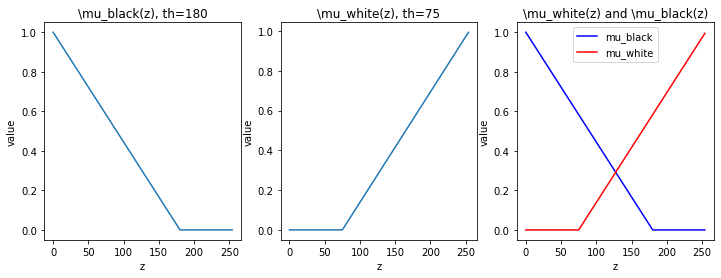 \mu_black(z), th=180
1.0
0.8
0.6
0.4
0.2
0.0
value
0 50 100 150 200 250
z
\mu_white(z), th=75
1.0
0.8
0.6
0.4
0.2
0.0
value
0 50 100 150 200 250
z
\mu_white(z) and \mu_black(z)
mu_black
mu_white
1.0
0.8
0.6
0.4
0.2
0.0
value
0 50 100 150 200 250
z